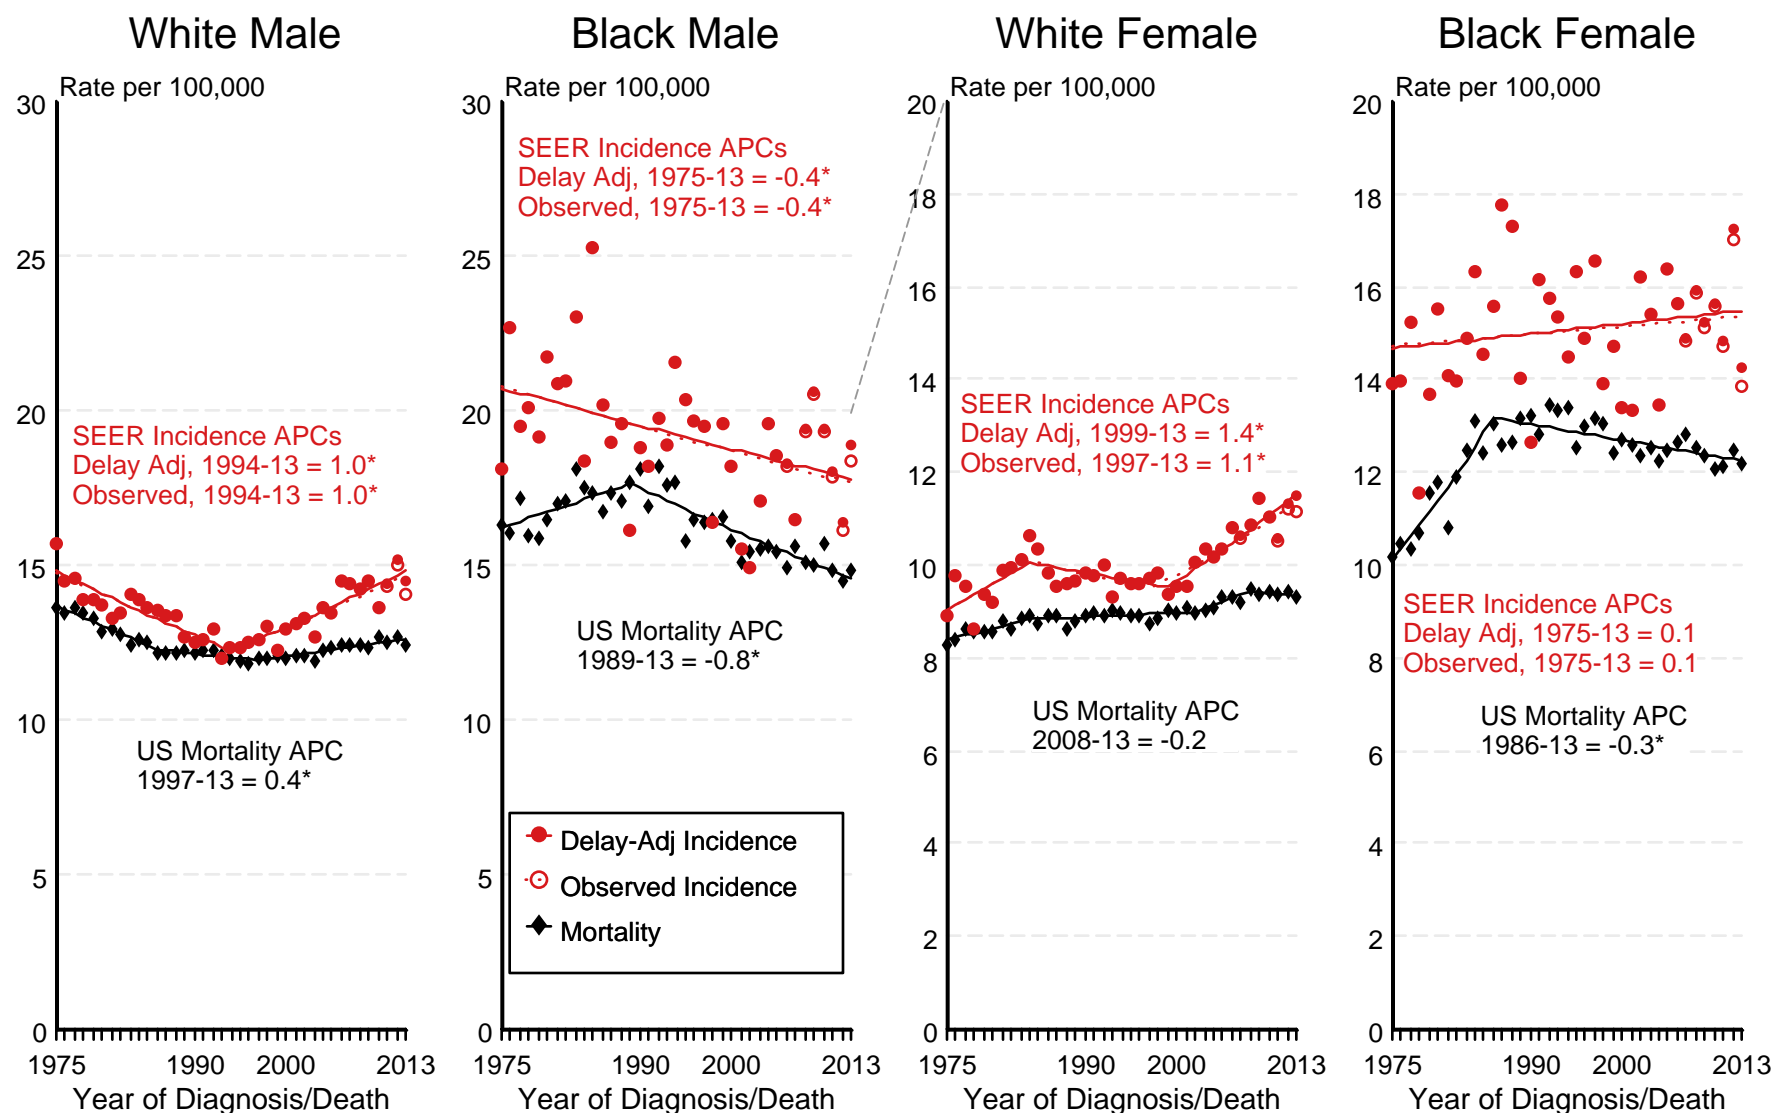 White Male
Rate per 100,000
30
25
20
15
10
5
0
SEER Incidence APCs
Delay Adj, 1994-13 = 1.0*
Observed, 1994-13 = 1.0*
US Mortality APC
1997-13 = 0.4*
1975 1990 2000 2013
Year of Diagnosis/Death
Black Male
Rate per 100,000
30
25
20
15
10
5
0
SEER Incidence APCs
Delay Adj, 1975-13 = -0.4*
Observed, 1975-13 = -0.4*
US Mortality APC
1989-13 = -0.8*
Delay-Adj Incidence
Observed Incidence
Mortality
1975 1990 2000 2013
Year of Diagnosis/Death
White Female
Rate per 100,000
20
18
16
14
12
10
8
6
4
2
0
SEER Incidence APCs
Delay Adj, 1999-13 = 1.4*
Observed, 1997-13 = 1.1*
US Mortality APC
2008-13 = -0.2
1975 1990 2000 2013
Year of Diagnosis/Death
Black Female
Rate per 100,000
20
18
16
14
12
10
8
6
4
2
0
SEER Incidence APCs
Delay Adj, 1975-13 = 0.1
Observed, 1975-13 = 0.1
US Mortality APC
1986-13 = -0.3*
1975 1990 2000 2013
Year of Diagnosis/Death